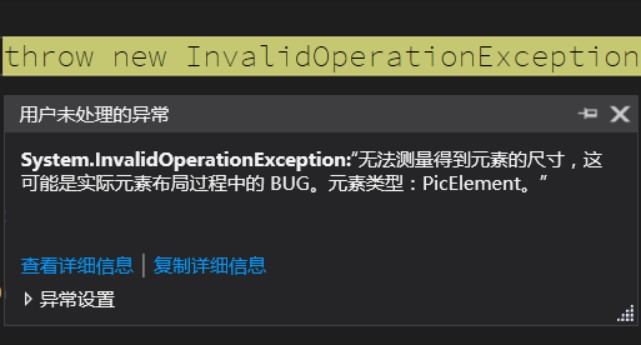 throw new InvalidOperationException
用户未处理的异常
System.InvalidOperationException:“无法测量得到元素的尺寸，这
可能是实际元素布局过程中的 BUG。元素类型：PicElement。”
查看详细信息 | 复制详细信息
异常设置